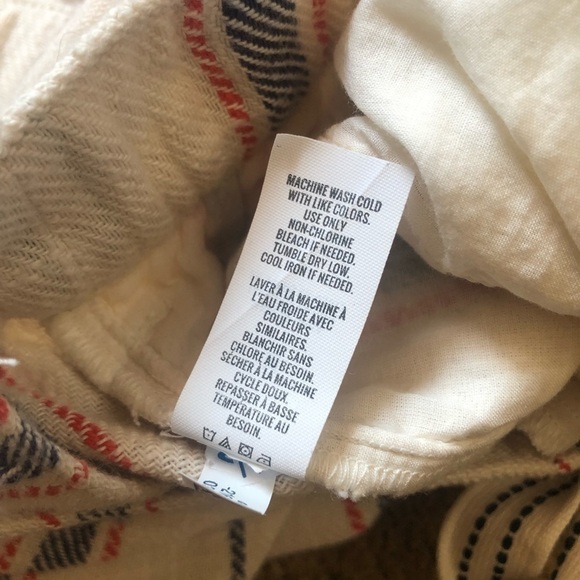 MACHINE WASH COLD
WITH LIKE COLORS.
USE ONLY
NON-CHLORINE
BLEACH IF NEEDED.
TUMBLE DRY LOW.
COOL IRON IF NEEDED.
LAVER À LA MACHINE À
L'EAU FROIDE AVEC
COULEURS
SIMILAIRES.
BLANCHIR SANS
CHLORE AU BESOIN.
SÉCHER À LA MACHINE
CYCLE DOUX.
REPASSER À BASSE
TEMPÉRATURE AU
BESOIN.